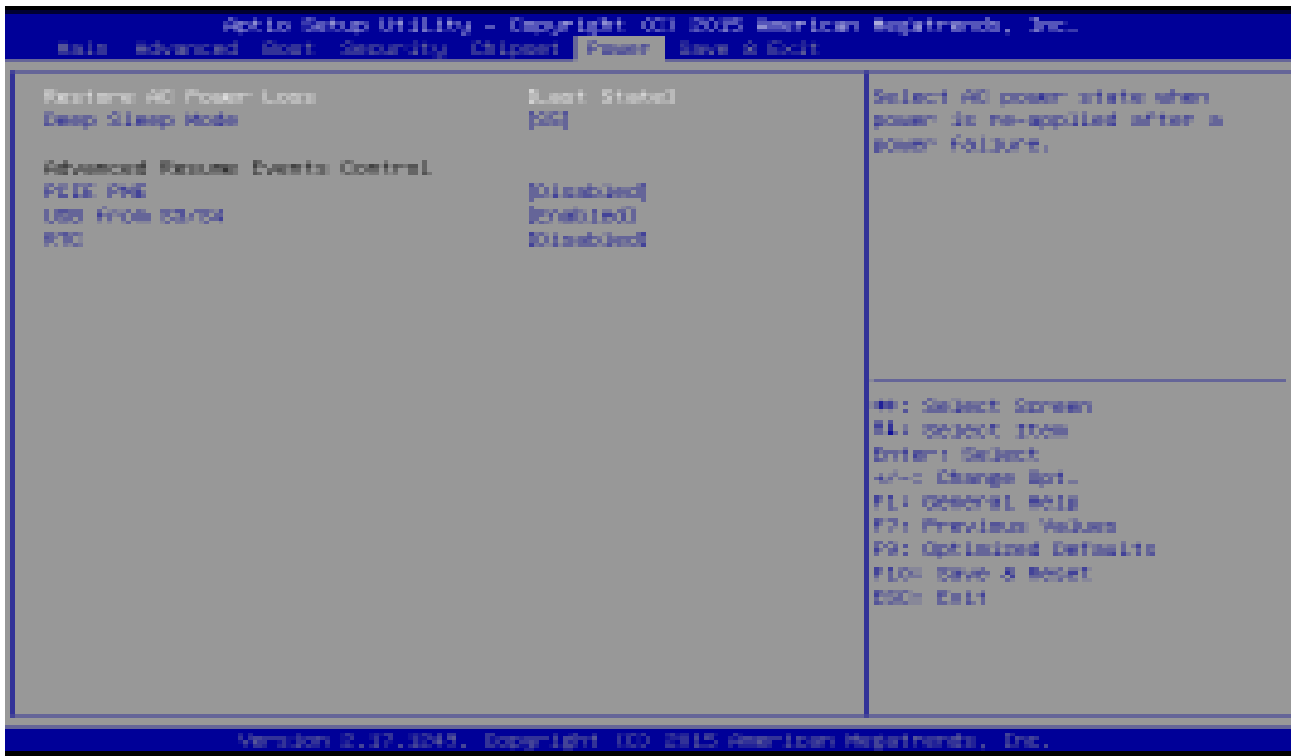 Aptio Setup Utility - Copyright (C) 2015 American Megatrends, Inc.
Main Advanced Boot Security Chipset Power Save & Exit
Restore AC Power Loss [Last State]
Deep Sleep Mode [S5]
Advanced Resume Events Control
PCIE PME [Disabled]
USB from S3/S4 [Enabled]
RTC [Disabled]
Select AC power state when
power is re-applied after a
power failure.
→←: Select Screen
↑↓: Select Item
Enter: Select
+/-: Change Opt.
F1: General Help
F7: Previous Values
F9: Optimized Defaults
F10: Save & Reset
ESC: Exit
Version 2.17.1249. Copyright (C) 2015 American Megatrends, Inc.